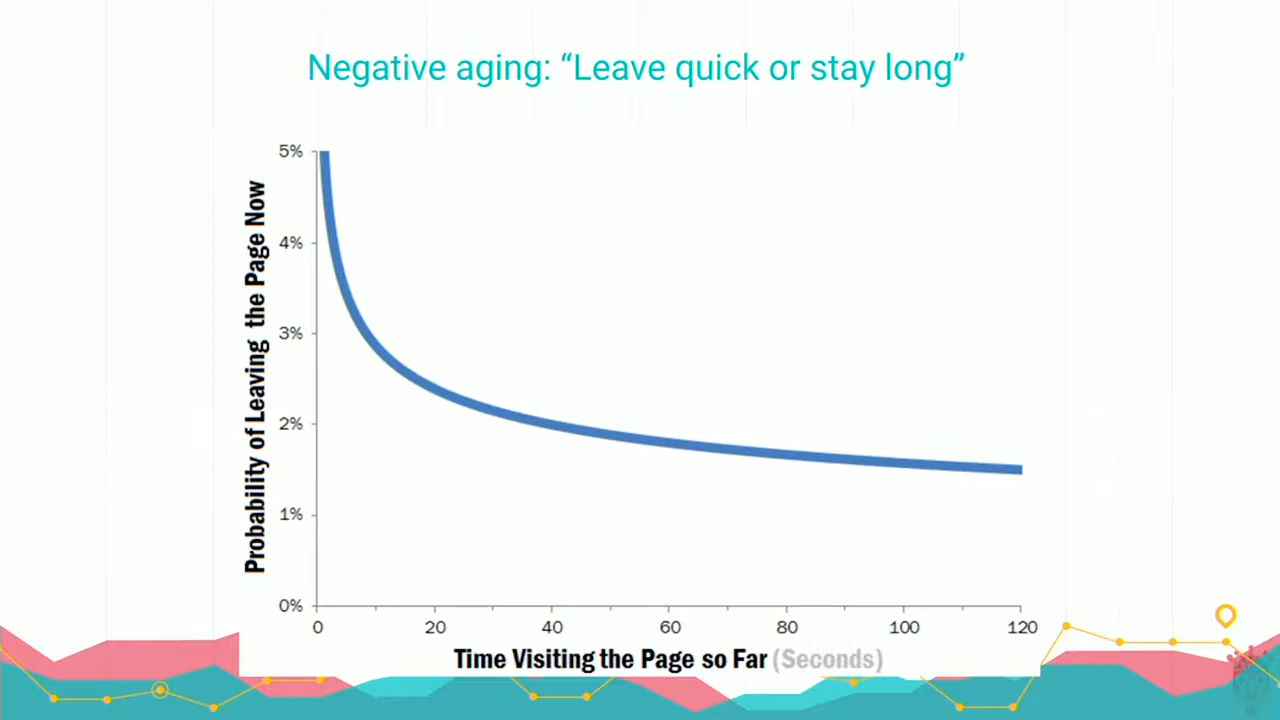 Negative aging: “Leave quick or stay long”
Probability of Leaving the Page Now
5%
4%
3%
2%
1%
0%
0 20 40 60 80 100 120
Time Visiting the Page so Far (Seconds)